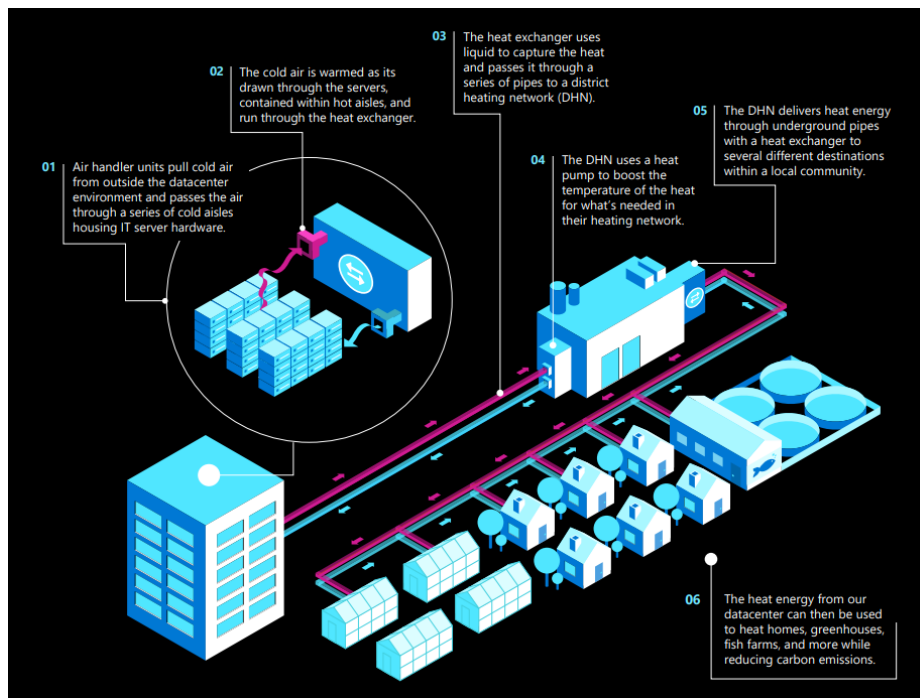 01
Air handler units pull cold air
from outside the datacenter
environment and passes the air
through a series of cold aisles
housing IT server hardware.
02
The cold air is warmed as its
drawn through the servers,
contained within hot aisles, and
run through the heat exchanger.
03
The heat exchanger uses
liquid to capture the heat
and passes it through a
series of pipes to a district
heating network (DHN).
04
The DHN uses a heat
pump to boost the
temperature of the heat
for what's needed in
their heating network.
05
The DHN delivers heat energy
through underground pipes
with a heat exchanger to
several different destinations
within a local community.
06
The heat energy from our
datacenter can then be used
to heat homes, greenhouses,
fish farms, and more while
reducing carbon emissions.